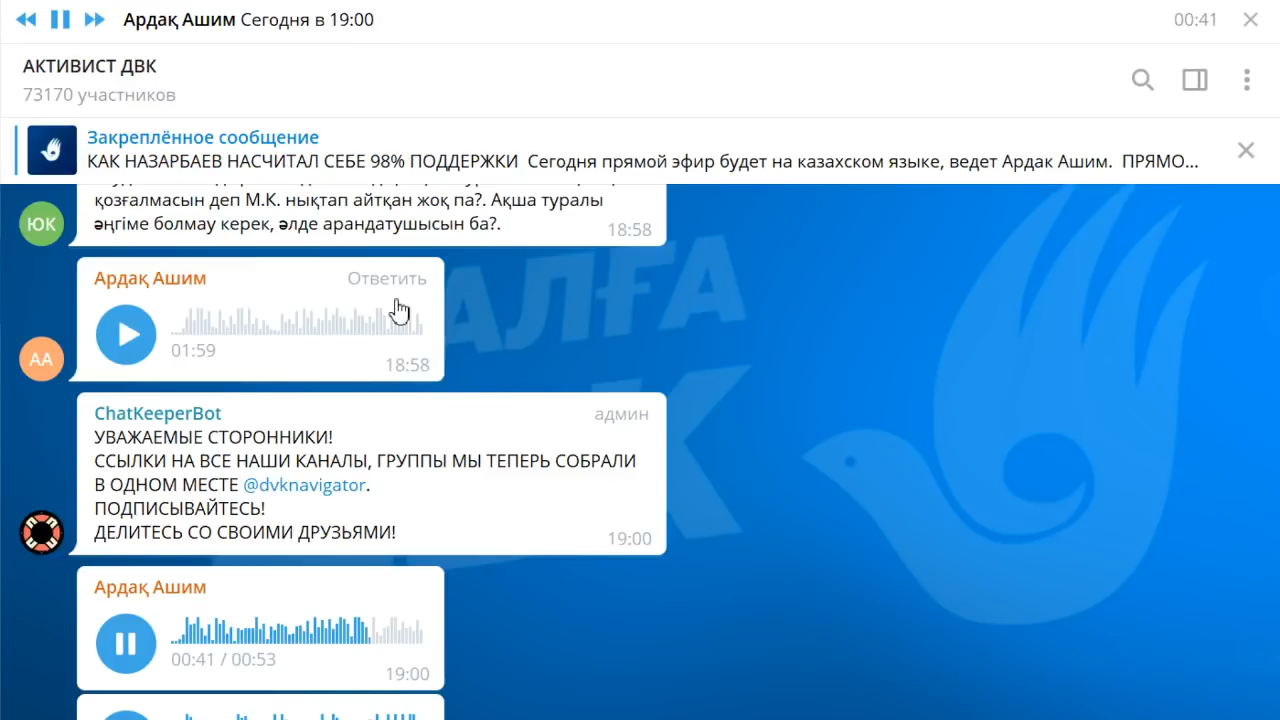 Ардақ Ашим Сегодня в 19:00
00:41
АКТИВИСТ ДВК
73170 участников
Закреплённое сообщение
КАК НАЗАРБАЕВ НАСЧИТАЛ СЕБЕ 98% ПОДДЕРЖКИ Сегодня прямой эфир будет на казахском языке, ведет Ардак Ашим. ПРЯМО...
қозғалмасын деп М.К. нықтап айтқан жоқ па?. Ақша туралы
әңгіме болмау керек, әлде арандатушысын ба?.
18:58
ЮК
Ардақ Ашим
Ответить
01:59
18:58
АА
АЛҒА
ChatKeeperBot
админ
УВАЖАЕМЫЕ СТОРОННИКИ!
ССЫЛКИ НА ВСЕ НАШИ КАНАЛЫ, ГРУППЫ МЫ ТЕПЕРЬ СОБРАЛИ
В ОДНОМ МЕСТЕ @dvknavigator.
ПОДПИСЫВАЙТЕСЬ!
ДЕЛИТЕСЬ СО СВОИМИ ДРУЗЬЯМИ!
19:00
Ардақ Ашим
00:41 / 00:53
19:00